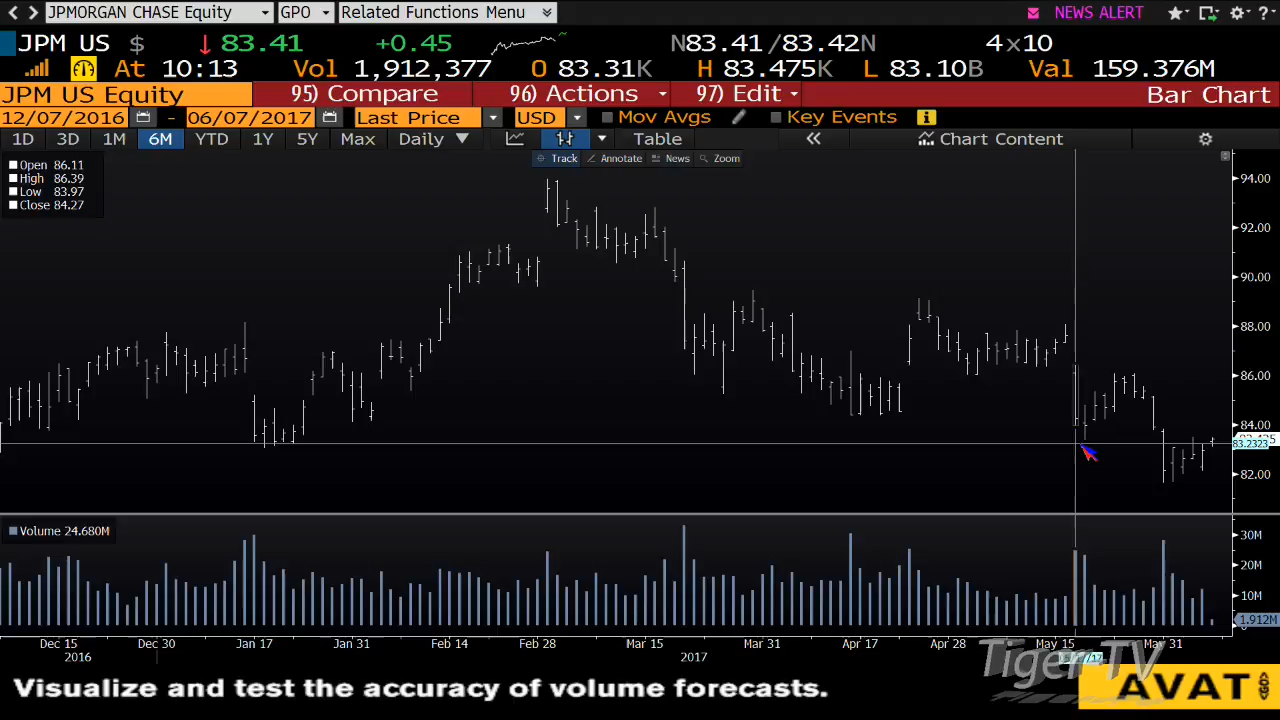 JPMORGAN CHASE Equity GPO Related Functions Menu NEWS ALERT ?
JPM US $ 83.41 +0.45 N83.41/83.42N 4x10
At 10:13 Vol 1,912,377 O 83.31K H 83.475K L 83.10B Val 159.376M
JPM US Equity 95) Compare 96) Actions 97) Edit Bar Chart
12/07/2016 - 06/07/2017 Last Price USD Mov Avgs Key Events i
1D 3D 1M 6M YTD 1Y 5Y Max Daily Table « Chart Content
Track Annotate News Zoom
Open 86.11
High 86.39
Low 83.97
Close 84.27
94.00
92.00
90.00
88.00
86.00
84.00
83.2323
82.00
Volume 24.680M
30M
20M
10M
1.912M
0
Dec 15 Dec 30 Jan 17 Jan 31 Feb 14 Feb 28 Mar 15 Mar 31 Apr 17 Apr 28 May 15 May 31
2016 2017
Tiger-TV
Visualize and test the accuracy of volume forecasts.
AVAT <GO>